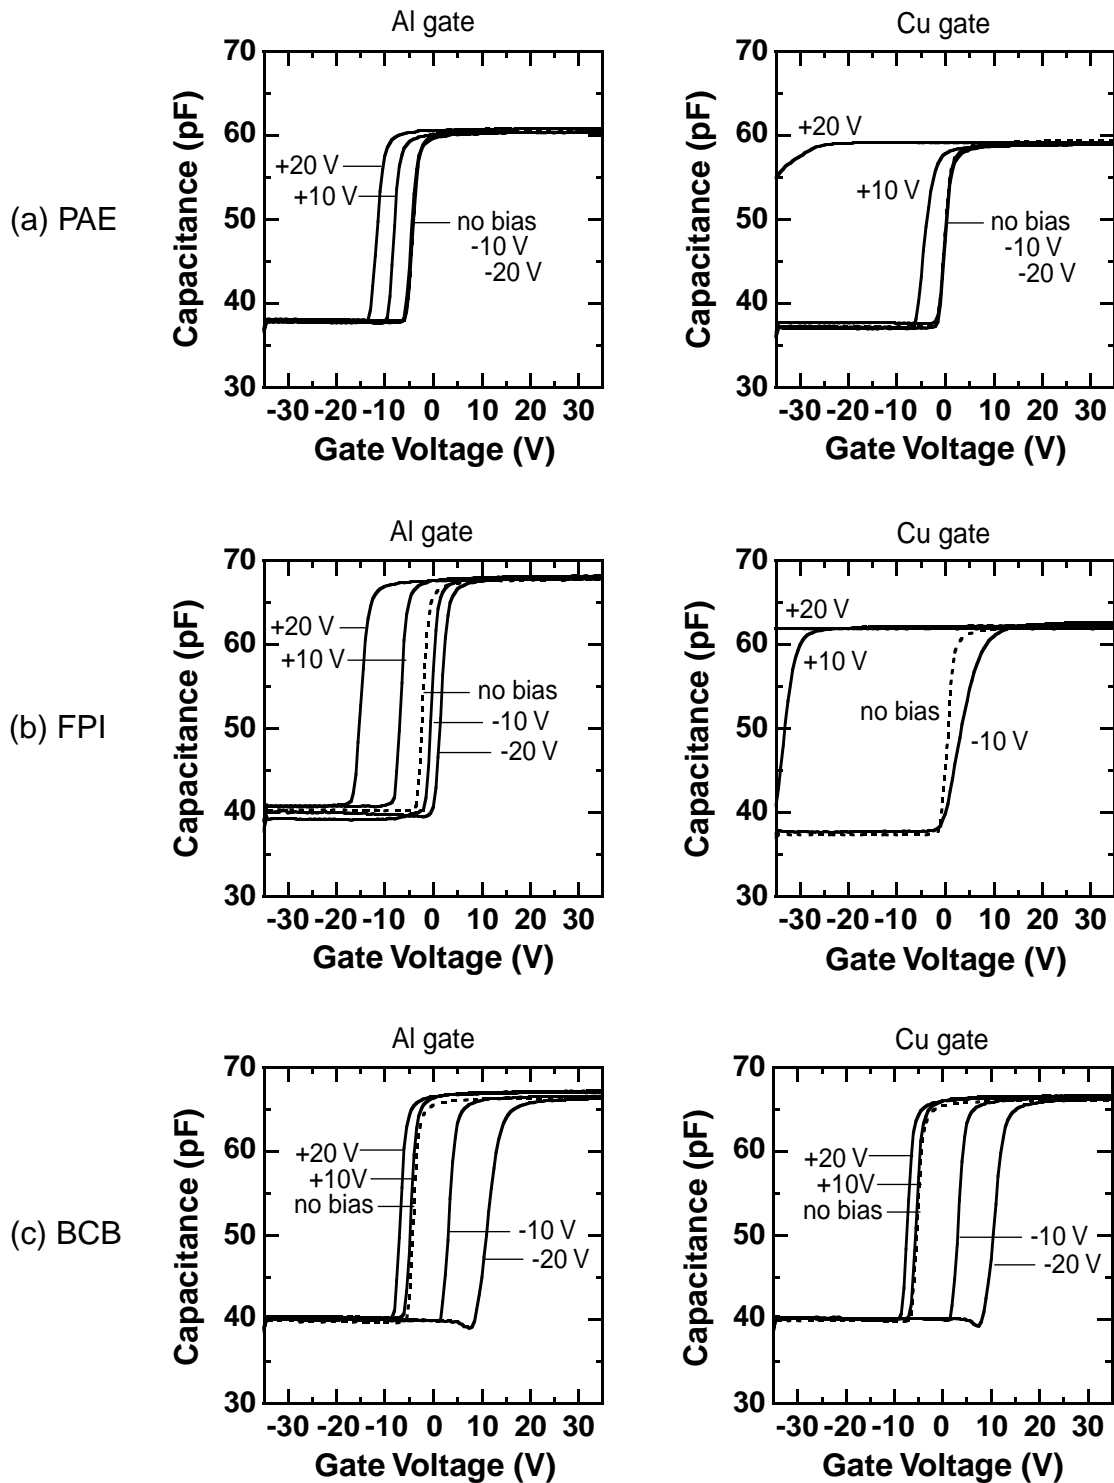 Al gate
Cu gate
(a) PAE
Capacitance (pF)
70
60
50
40
30
+20 V
+10 V
no bias
-10 V
-20 V
-30 -20 -10 0 10 20 30
Gate Voltage (V)
Capacitance (pF)
70
60
50
40
30
+20 V
+10 V
no bias
-10 V
-20 V
-30 -20 -10 0 10 20 30
Gate Voltage (V)
Al gate
Cu gate
(b) FPI
Capacitance (pF)
70
60
50
40
30
+20 V
+10 V
no bias
-10 V
-20 V
-30 -20 -10 0 10 20 30
Gate Voltage (V)
Capacitance (pF)
70
60
50
40
30
+20 V
+10 V
no bias
-10 V
-30 -20 -10 0 10 20 30
Gate Voltage (V)
Al gate
Cu gate
(c) BCB
Capacitance (pF)
70
60
50
40
30
+20 V
+10V
no bias
-10 V
-20 V
-30 -20 -10 0 10 20 30
Gate Voltage (V)
Capacitance (pF)
70
60
50
40
30
+20 V
+10V
no bias
-10 V
-20 V
-30 -20 -10 0 10 20 30
Gate Voltage (V)